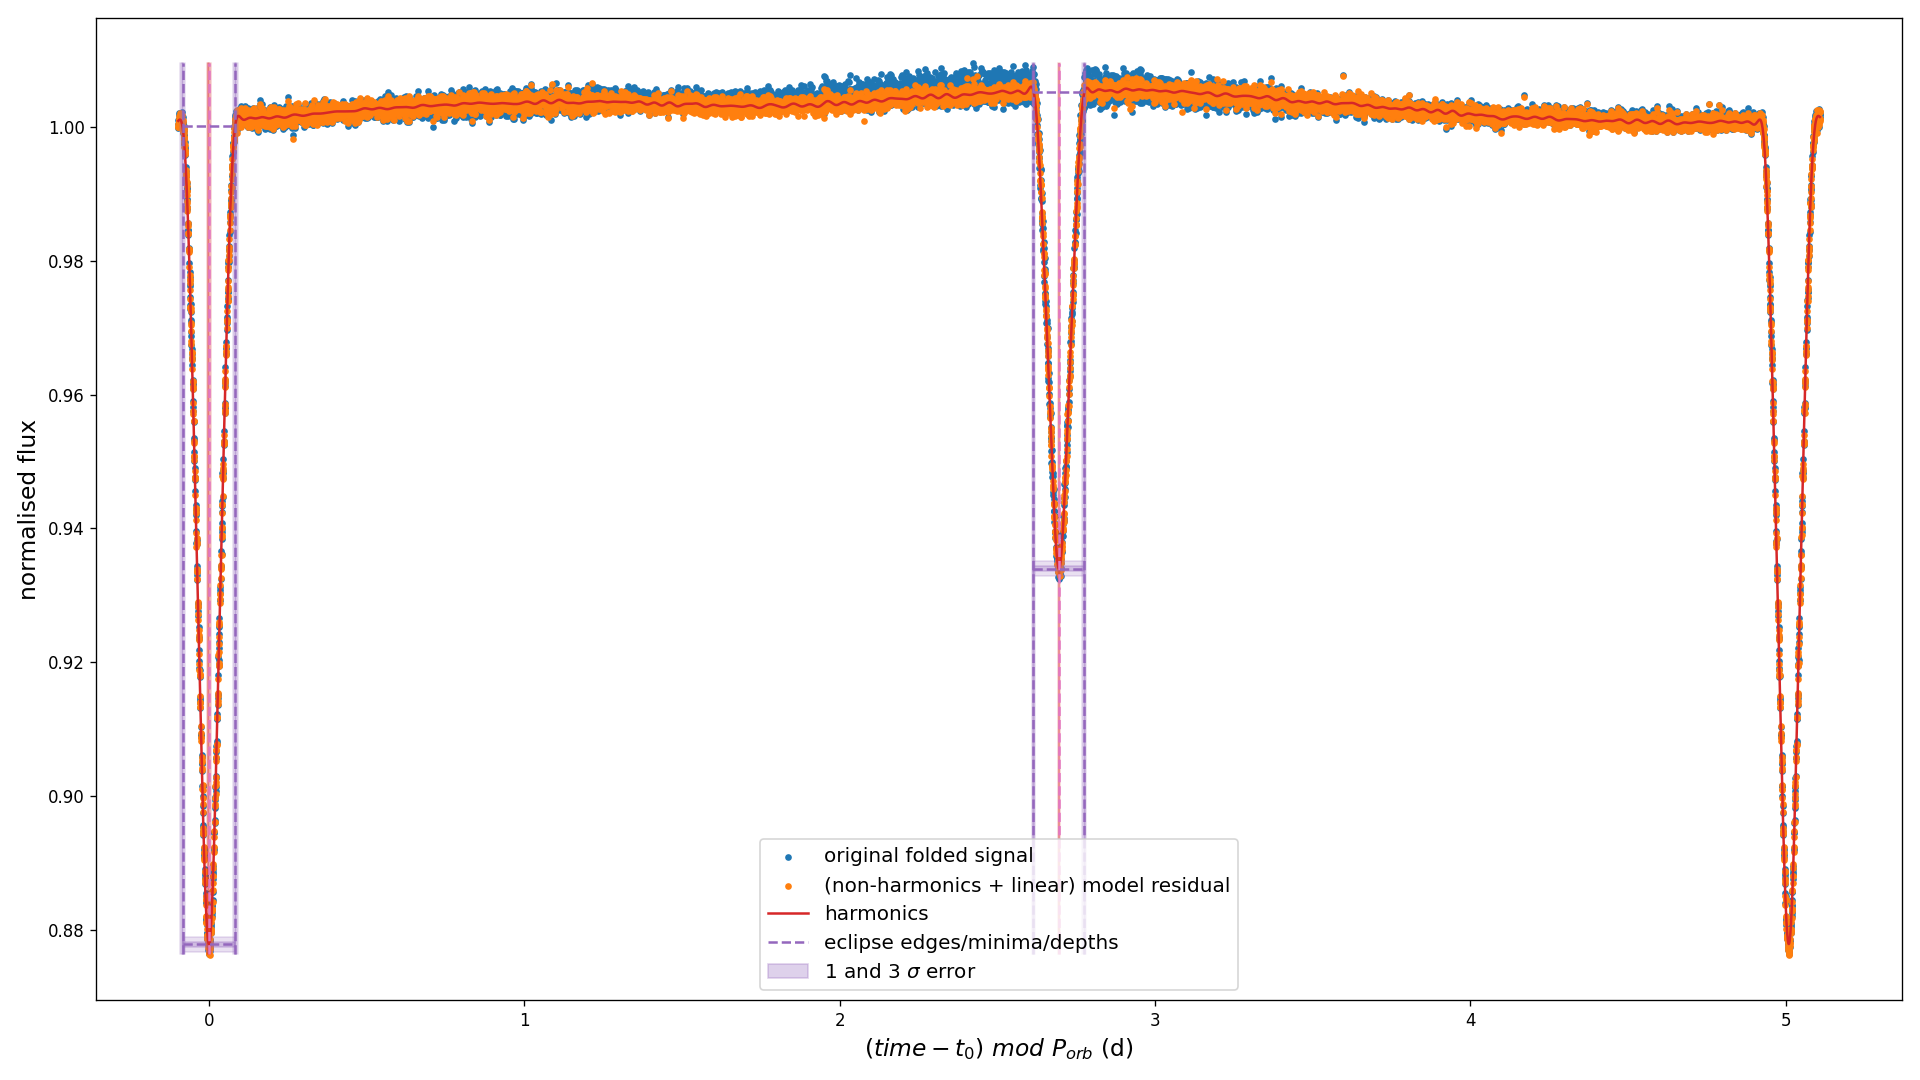 normalised flux
1.00
0.98
0.96
0.94
0.92
0.90
0.88
original folded signal
(non-harmonics + linear) model residual
harmonics
eclipse edges/minima/depths
1 and 3 σ error
0 1 2 3 4 5
(time − t₀) mod Pₒᵣb (d)